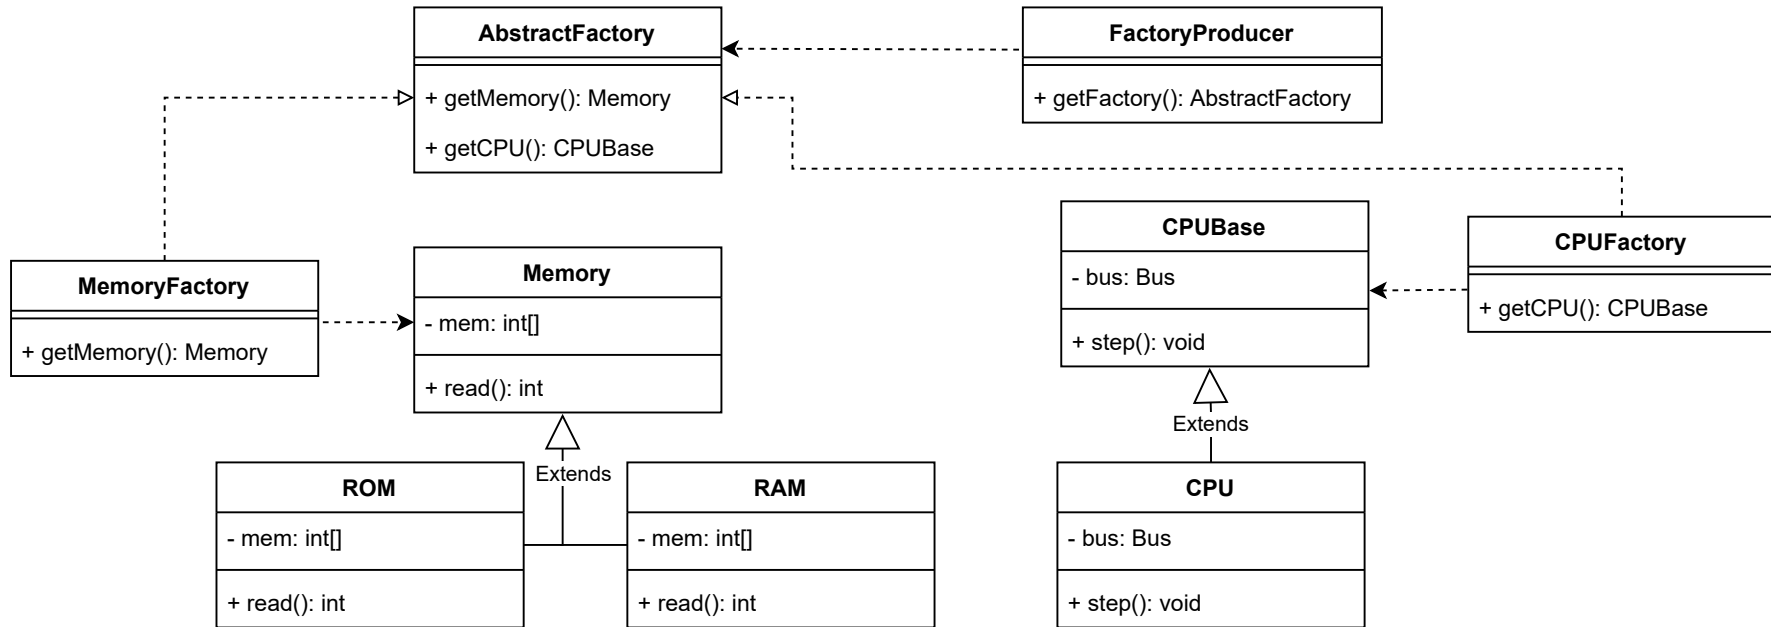 AbstractFactory
+ getMemory(): Memory
+ getCPU(): CPUBase
FactoryProducer
+ getFactory(): AbstractFactory
MemoryFactory
+ getMemory(): Memory
Memory
- mem: int[]
+ read(): int
CPUBase
- bus: Bus
+ step(): void
CPUFactory
+ getCPU(): CPUBase
Extends
Extends
ROM
- mem: int[]
+ read(): int
RAM
- mem: int[]
+ read(): int
CPU
- bus: Bus
+ step(): void